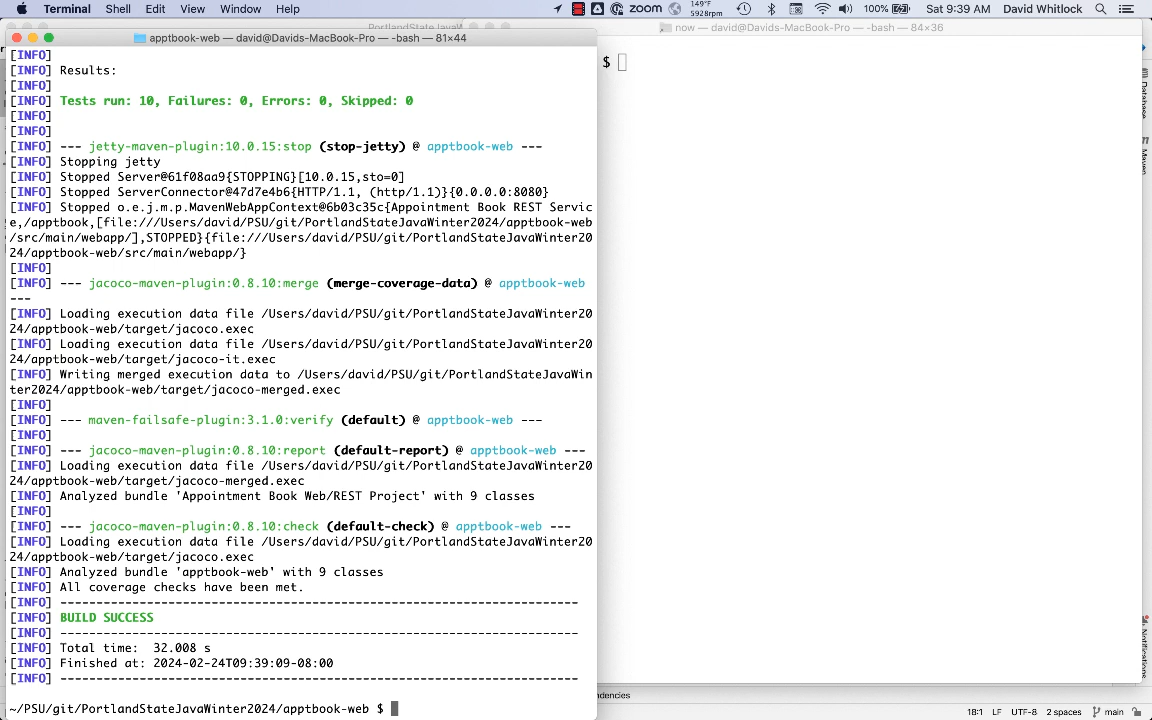 Terminal Shell Edit View Window Help zoom 149°F 5928rpm 100% Sat 9:39 AM David Whitlock
apptbook-web — david@Davids-MacBook-Pro — -bash — 81×44
now — david@Davids-MacBook-Pro — -bash — 84×36
$
[INFO]
[INFO] Results:
[INFO]
[INFO] Tests run: 10, Failures: 0, Errors: 0, Skipped: 0
[INFO]
[INFO]
[INFO] --- jetty-maven-plugin:10.0.15:stop (stop-jetty) @ apptbook-web ---
[INFO] Stopping jetty
[INFO] Stopped Server@61f08aa9{STOPPING}[10.0.15,sto=0]
[INFO] Stopped ServerConnector@47d7e4b6{HTTP/1.1, (http/1.1)}{0.0.0.0:8080}
[INFO] Stopped o.e.j.m.p.MavenWebAppContext@6b03c35c{Appointment Book REST Servic
e,/apptbook,[file:///Users/david/PSU/git/PortlandStateJavaWinter2024/apptbook-web
/src/main/webapp/],STOPPED}{file:///Users/david/PSU/git/PortlandStateJavaWinter20
24/apptbook-web/src/main/webapp/}
[INFO]
[INFO] --- jacoco-maven-plugin:0.8.10:merge (merge-coverage-data) @ apptbook-web
---
[INFO] Loading execution data file /Users/david/PSU/git/PortlandStateJavaWinter20
24/apptbook-web/target/jacoco.exec
[INFO] Loading execution data file /Users/david/PSU/git/PortlandStateJavaWinter20
24/apptbook-web/target/jacoco-it.exec
[INFO] Writing merged execution data to /Users/david/PSU/git/PortlandStateJavaWin
ter2024/apptbook-web/target/jacoco-merged.exec
[INFO]
[INFO] --- maven-failsafe-plugin:3.1.0:verify (default) @ apptbook-web ---
[INFO]
[INFO] --- jacoco-maven-plugin:0.8.10:report (default-report) @ apptbook-web ---
[INFO] Loading execution data file /Users/david/PSU/git/PortlandStateJavaWinter20
24/apptbook-web/target/jacoco-merged.exec
[INFO] Analyzed bundle 'Appointment Book Web/REST Project' with 9 classes
[INFO]
[INFO] --- jacoco-maven-plugin:0.8.10:check (default-check) @ apptbook-web ---
[INFO] Loading execution data file /Users/david/PSU/git/PortlandStateJavaWinter20
24/apptbook-web/target/jacoco.exec
[INFO] Analyzed bundle 'apptbook-web' with 9 classes
[INFO] All coverage checks have been met.
[INFO] ------------------------------------------------------------------------
[INFO] BUILD SUCCESS
[INFO] ------------------------------------------------------------------------
[INFO] Total time:  32.008 s
[INFO] Finished at: 2024-02-24T09:39:09-08:00
[INFO] ------------------------------------------------------------------------
~/PSU/git/PortlandStateJavaWinter2024/apptbook-web $
Database
Maven
Notifications
ndencies
18:1 LF UTF-8 2 spaces main